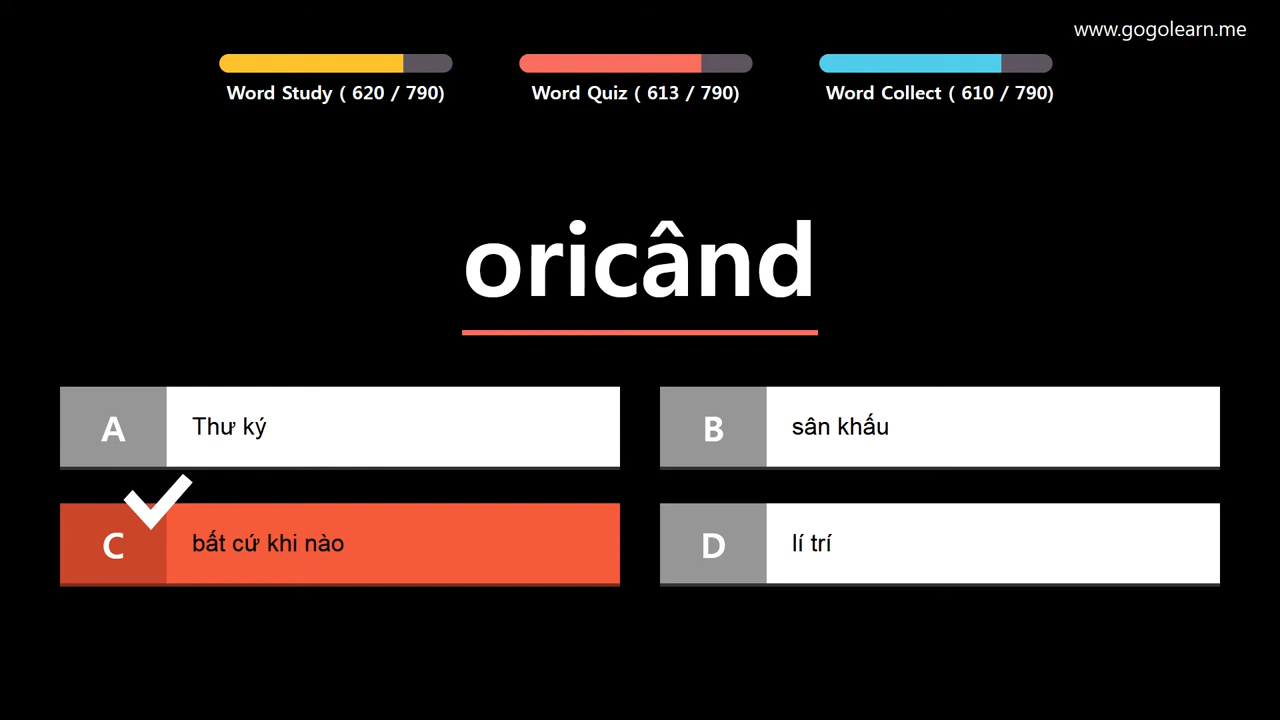 www.gogolearn.me
Word Study ( 620 / 790)
Word Quiz ( 613 / 790)
Word Collect ( 610 / 790)
oricând
A Thư ký
B sân khấu
C bất cứ khi nào
D lí trí